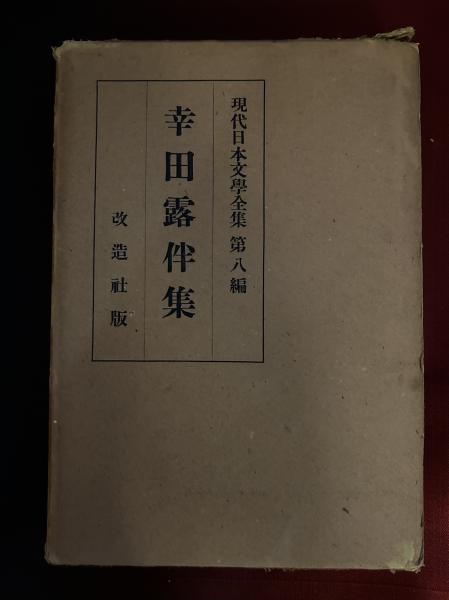 現代日本文學全集 第八編
幸田露伴集
改造社版